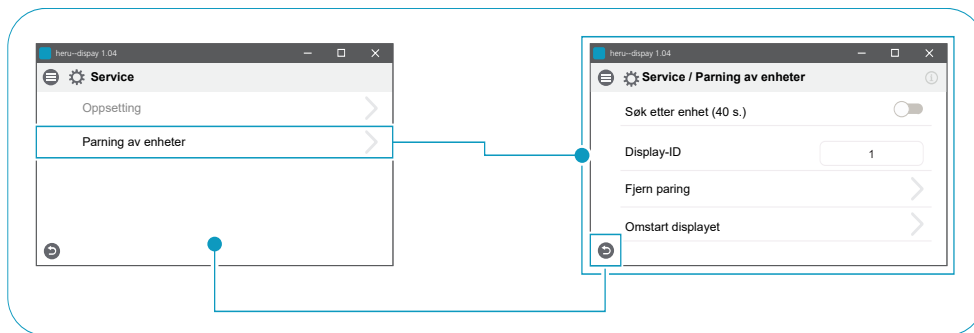 heru--dispay 1.04
Service
Oppsetting
Parning av enheter
heru--dispay 1.04
Service / Parning av enheter
Søk etter enhet (40 s.)
Display-ID 1
Fjern paring
Omstart displayet